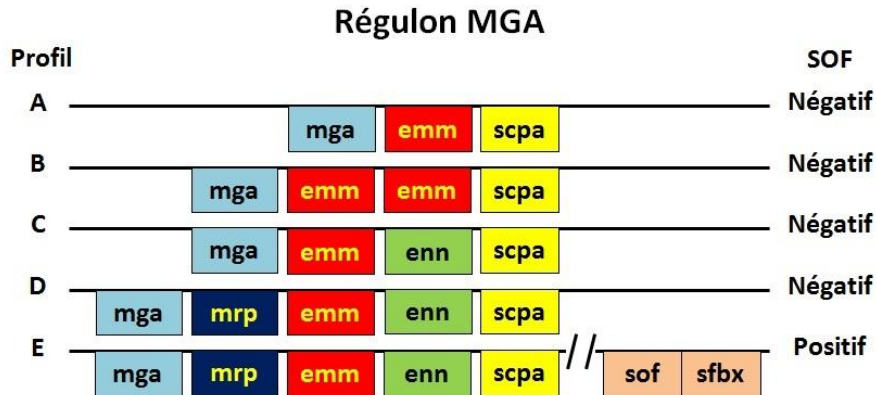 Régulon MGA
Profil SOF
A Négatif
mga emm scpa
B Négatif
mga emm emm scpa
C Négatif
mga emm enn scpa
D Négatif
mga mrp emm enn scpa
E // Positif
mga mrp emm enn scpa sof sfbx